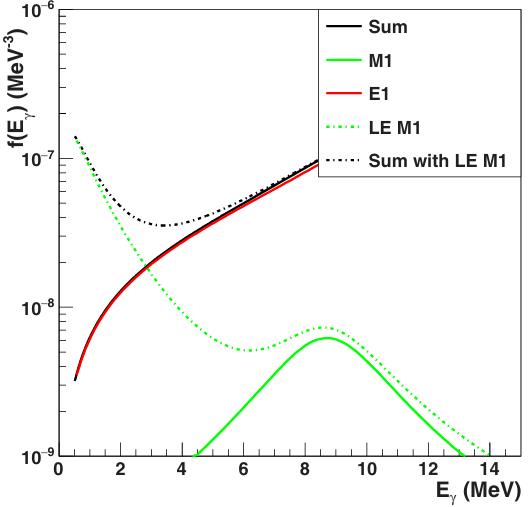 f(E_γ) (MeV^-3)
10^−6
10^−7
10^−8
10^−9
Sum
M1
E1
LE M1
Sum with LE M1
0 2 4 6 8 10 12 14
E_γ (MeV)